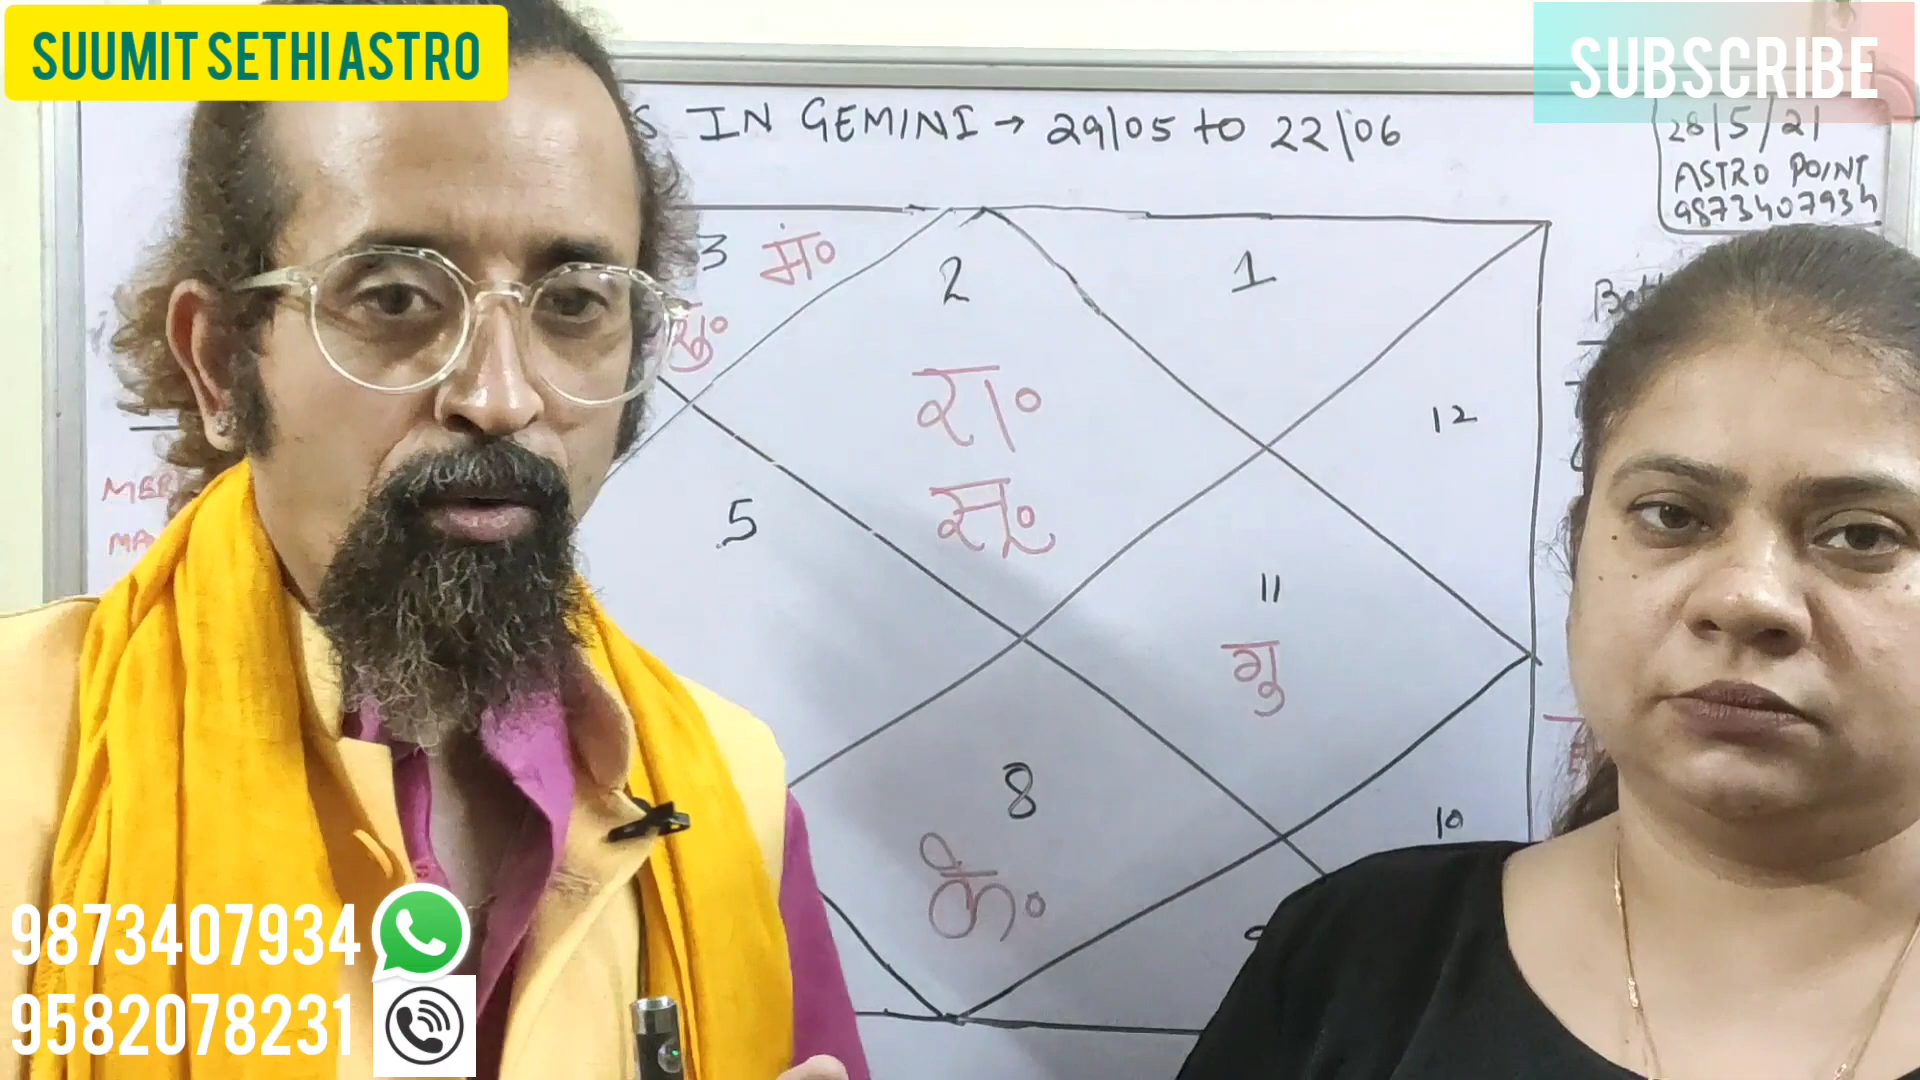 SUUMIT SETHI ASTRO
SUBSCRIBE
IN GEMINI → 29/05 to 22/06
28/5/21
ASTRO POINT
9873407934
3 मं०
2
1
शु०
रा०
12
सू०
5
11
गु
8
के०
10
9873407934
9582078231